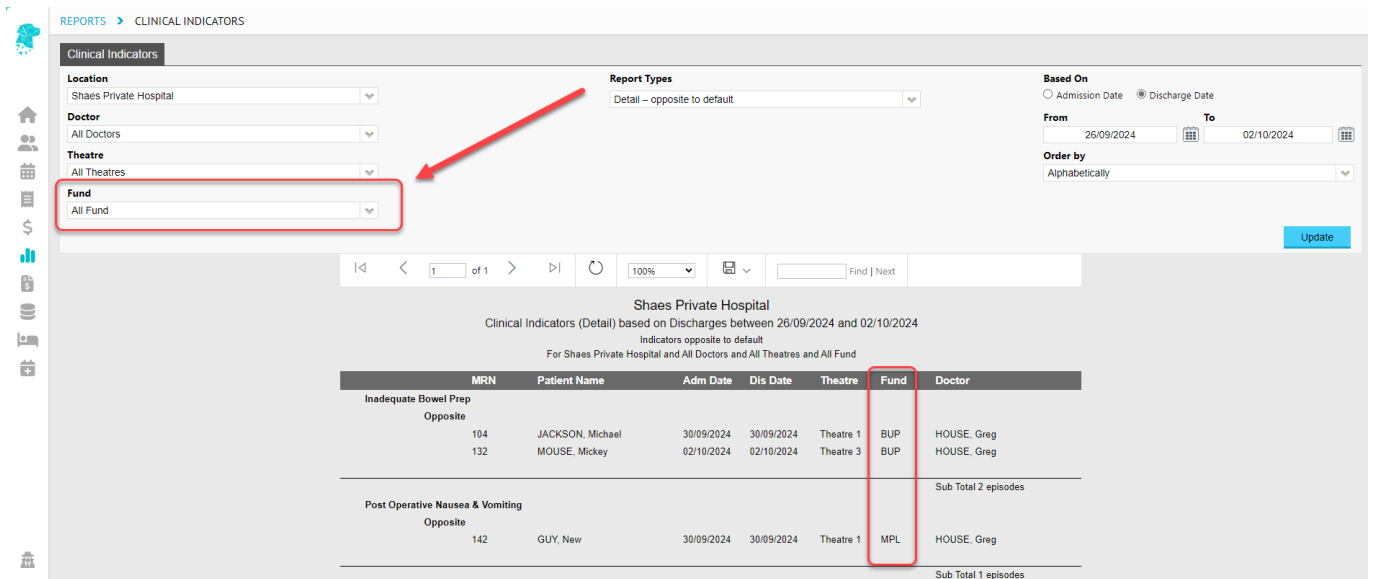 REPORTS > CLINICAL INDICATORS
Clinical Indicators
Location
Shaes Private Hospital
Doctor
All Doctors
Theatre
All Theatres
Fund
All Fund
Report Types
Detail – opposite to default
Based On
Admission Date Discharge Date
From To
26/09/2024 02/10/2024
Order by
Alphabetically
Update
1 of 1 100% Find | Next
Shaes Private Hospital
Clinical Indicators (Detail) based on Discharges between 26/09/2024 and 02/10/2024
Indicators opposite to default
For Shaes Private Hospital and All Doctors and All Theatres and All Fund
MRN Patient Name Adm Date Dis Date Theatre Fund Doctor
Inadequate Bowel Prep
Opposite
104 JACKSON, Michael 30/09/2024 30/09/2024 Theatre 1 BUP HOUSE, Greg
132 MOUSE, Mickey 02/10/2024 02/10/2024 Theatre 3 BUP HOUSE, Greg
Sub Total 2 episodes
Post Operative Nausea & Vomiting
Opposite
142 GUY, New 30/09/2024 30/09/2024 Theatre 1 MPL HOUSE, Greg
Sub Total 1 episodes